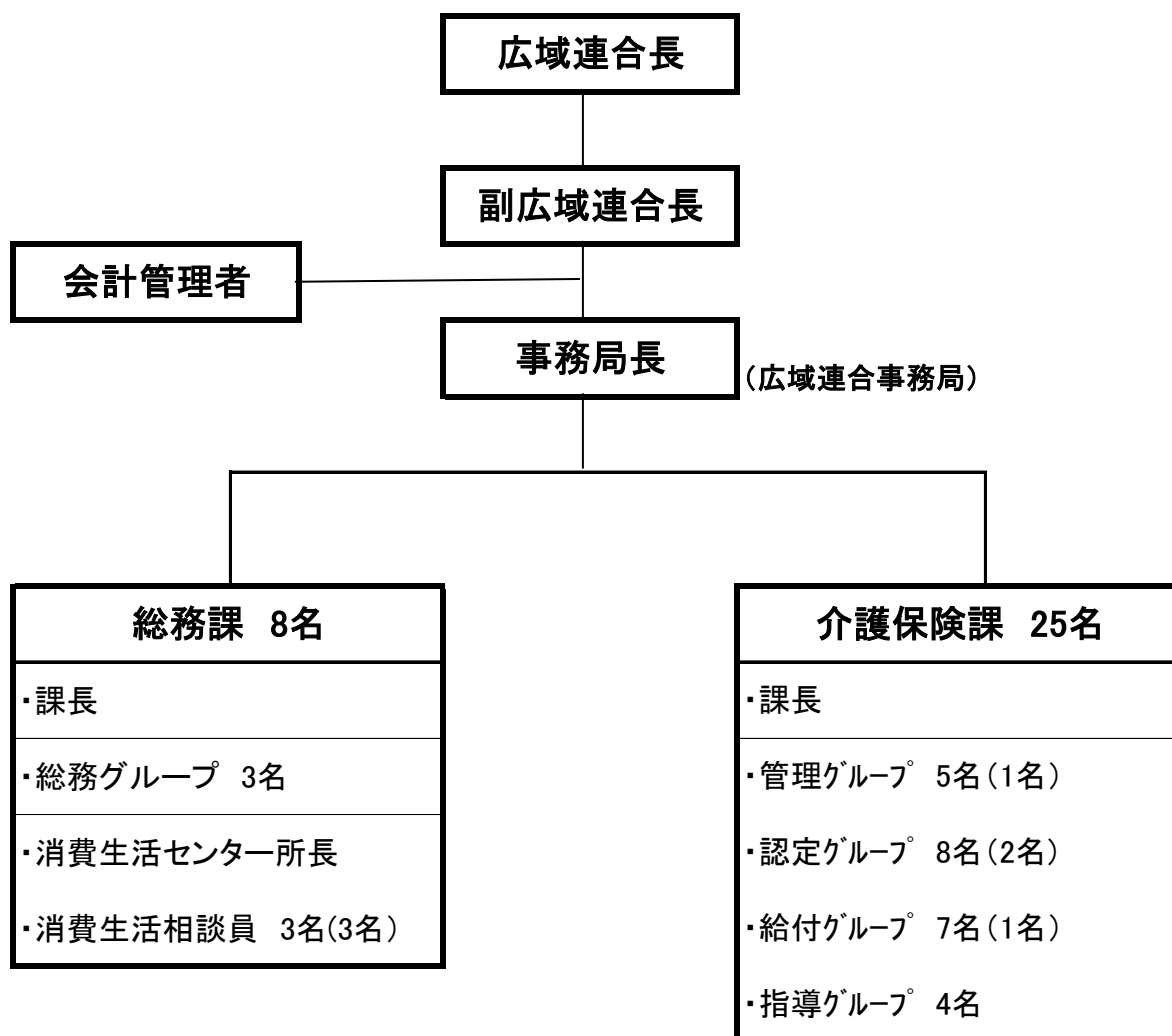 広域連合長
副広域連合長
会計管理者
事務局長
(広域連合事務局)
総務課 8名
・課長
・総務グループ 3名
・消費生活センター所長
・消費生活相談員 3名(3名)
介護保険課 25名
・課長
・管理ｸﾞﾙｰﾌﾟ 5名(1名)
・認定ｸﾞﾙｰﾌﾟ 8名(2名)
・給付ｸﾞﾙｰﾌﾟ 7名(1名)
・指導ｸﾞﾙｰﾌﾟ 4名